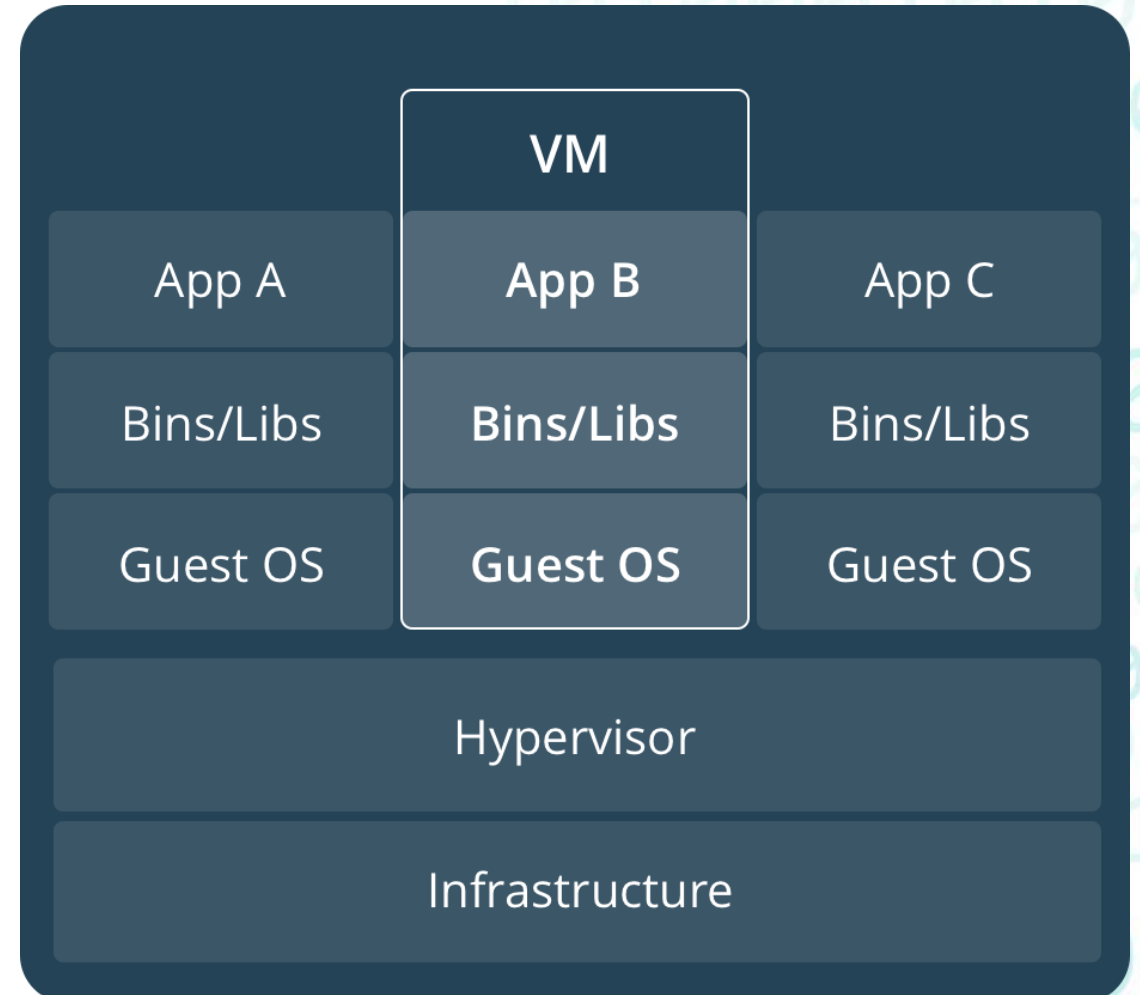 VM
App A
App B
App C
Bins/Libs
Bins/Libs
Bins/Libs
Guest OS
Guest OS
Guest OS
Hypervisor
Infrastructure